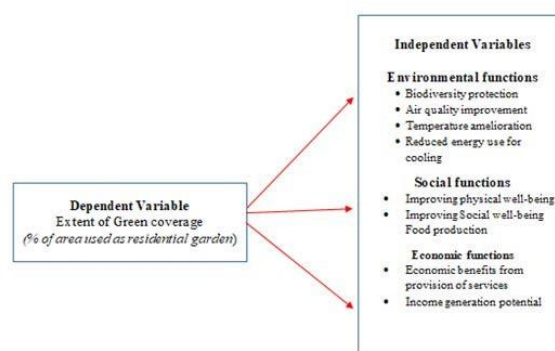 Dependent Variable
Extent of Green coverage
(% of area used as residential garden)
Independent Variables
Environmental functions
• Biodiversity protection
• Air quality improvement
• Temperature amelioration
• Reduced energy use for
cooling
Social functions
• Improving physical well-being
• Improving Social well-being
Food production
Economic functions
• Economic benefits from
provision of services
• Income generation potential